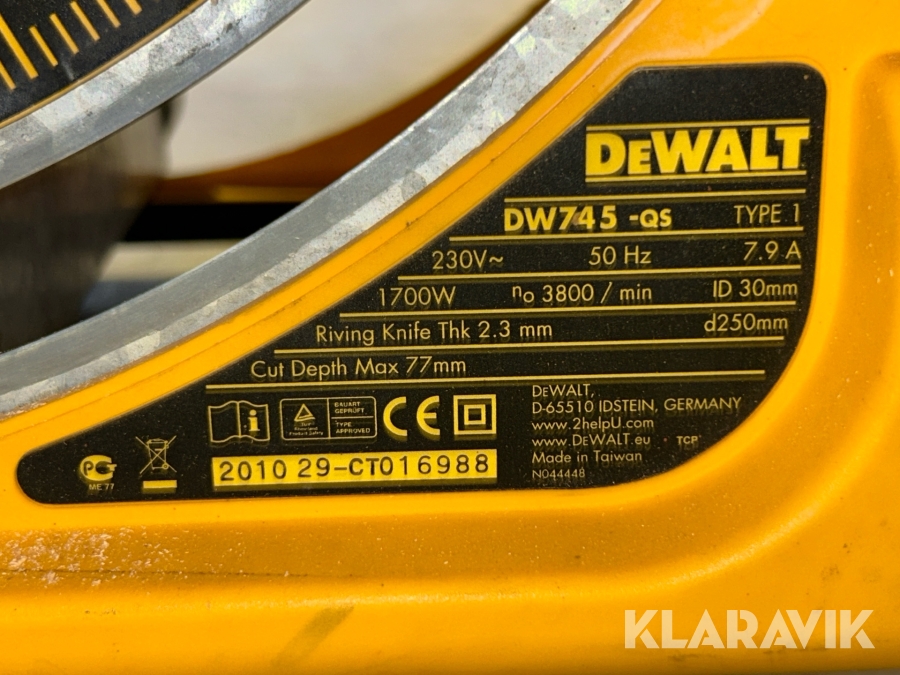 DEWALT
DW745 -QS TYPE 1
230V~ 50 Hz 7.9 A
1700W no 3800 / min ID 30mm
Riving Knife Thk 2.3 mm d250mm
Cut Depth Max 77mm
BAUART GEPRÜFT
TYPE APPROVED
CE
DEWALT,
D-65510 IDSTEIN, GERMANY
www.2helpU.com
www.DEWALT.eu TCP
Made in Taiwan
N044448
2010 29-CT016988
ME 77
KLARAVIK